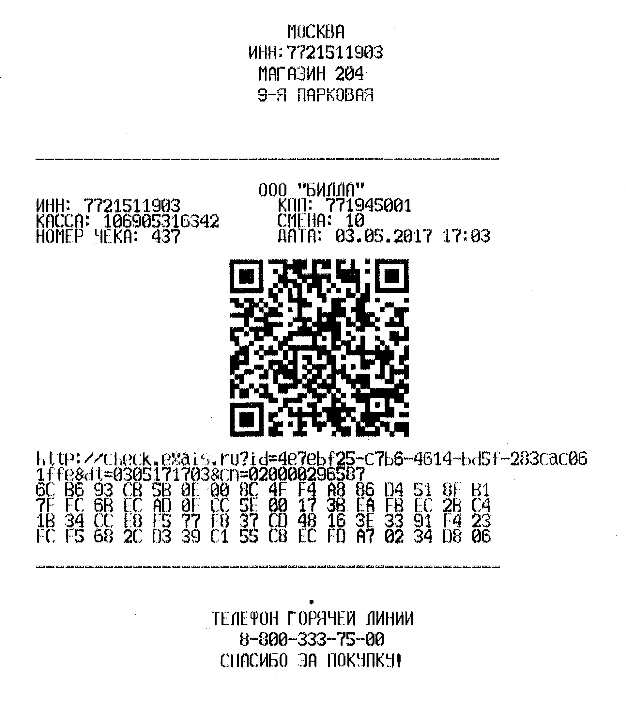 МОСКВА
ИНН:7721511903
МАГАЗИН 204
9-Я ПАРКОВАЯ
ООО "БИЛЛА"
ИНН: 7721511903 КПП: 771945001
КАССА: 106905316342 СМЕНА: 10
НОМЕР ЧЕКА: 437 ДАТА: 03.05.2017 17:03
http://check.egais.ru?id=4e7ebf25-c7b6-4614-bd5f-283cac06
1ffe&dt=0305171703&cn=020000296587
6C B6 93 CB 5B 0E 00 8C 4F F4 A8 86 D4 51 8F B1
7F FC 6B EC AD 0F CC 5E 00 17 3B EA FB EC 2B C4
1B 34 CC E8 F5 77 F8 37 CD 48 16 3E 33 91 F4 23
FC F5 68 2C D3 39 C1 55 C8 EC FD A7 02 34 D8 06
ТЕЛЕФОН ГОРЯЧЕЙ ЛИНИИ
8-800-333-75-00
СПАСИБО ЗА ПОКУПКУ!